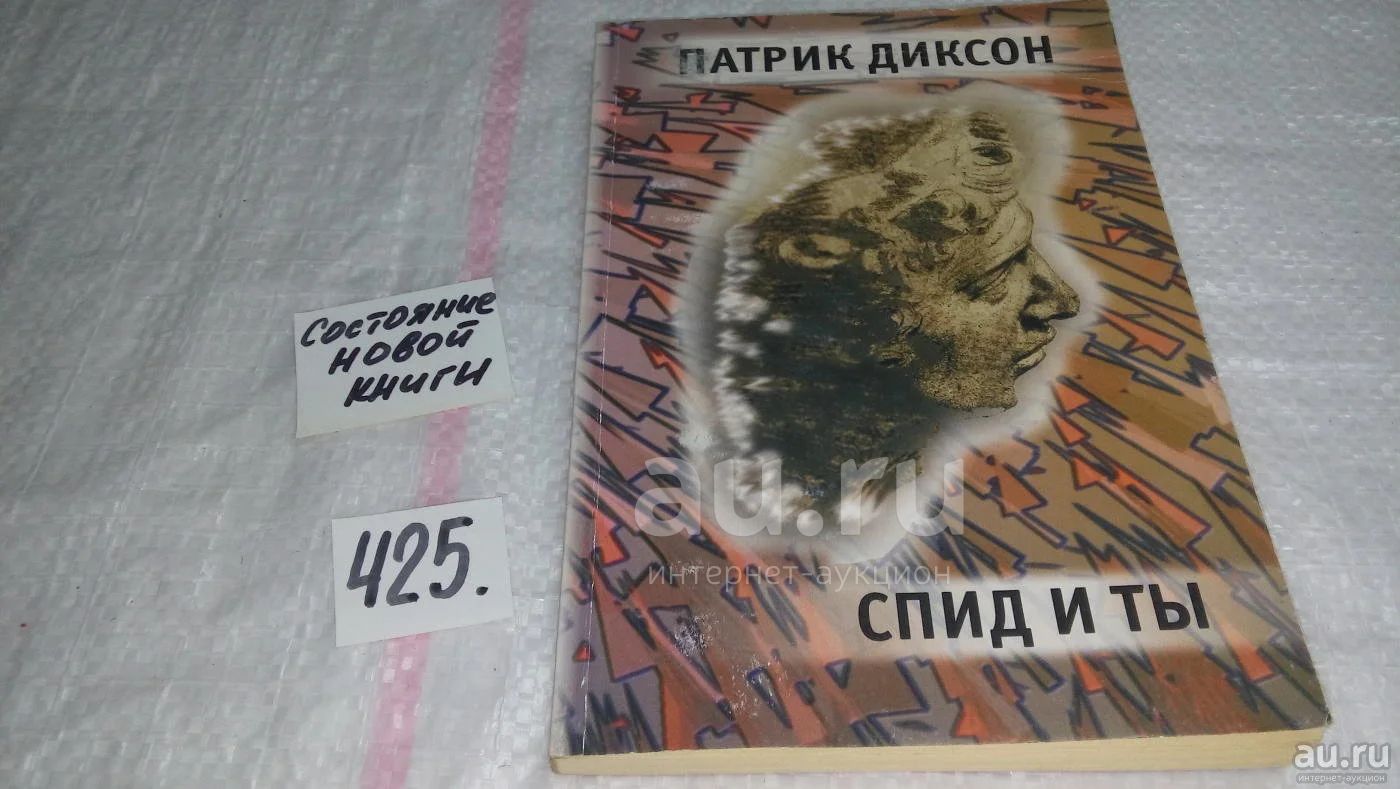 ПАТРИК ДИКСОН
Состояние
новой
книги
425.
au.ru
интернет-аукцион
СПИД И ТЫ
au.ru
интернет-аукцион